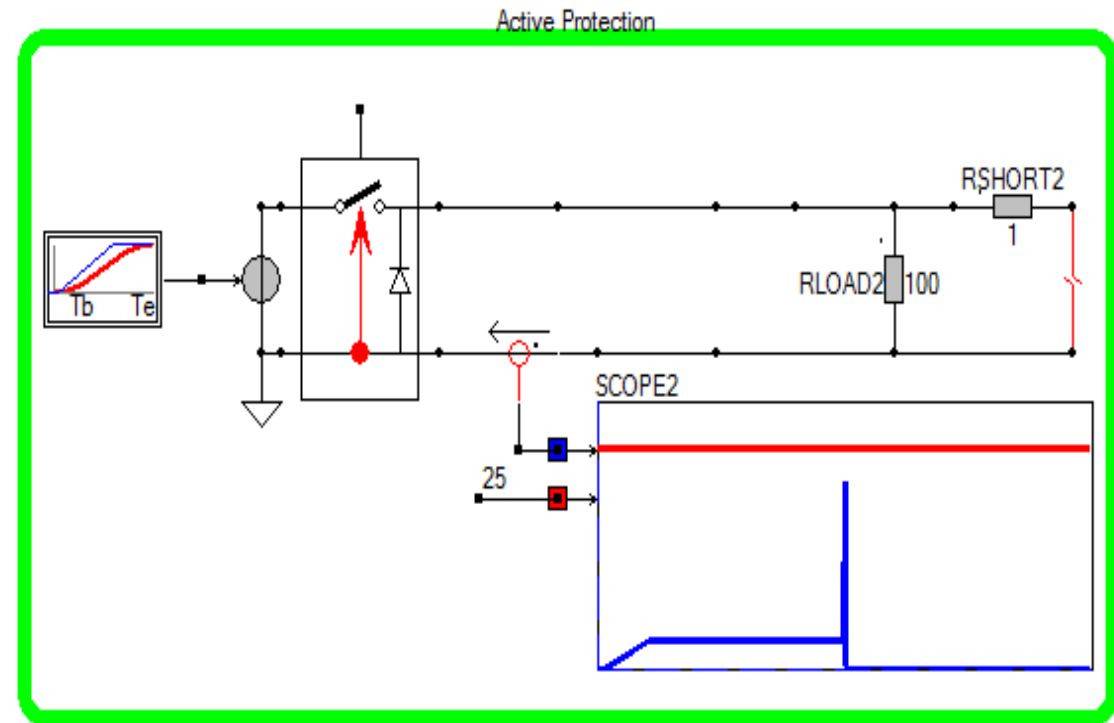 Active Protection
RSHORT2
1
Tb Te
RLOAD2 100
SCOPE2
25